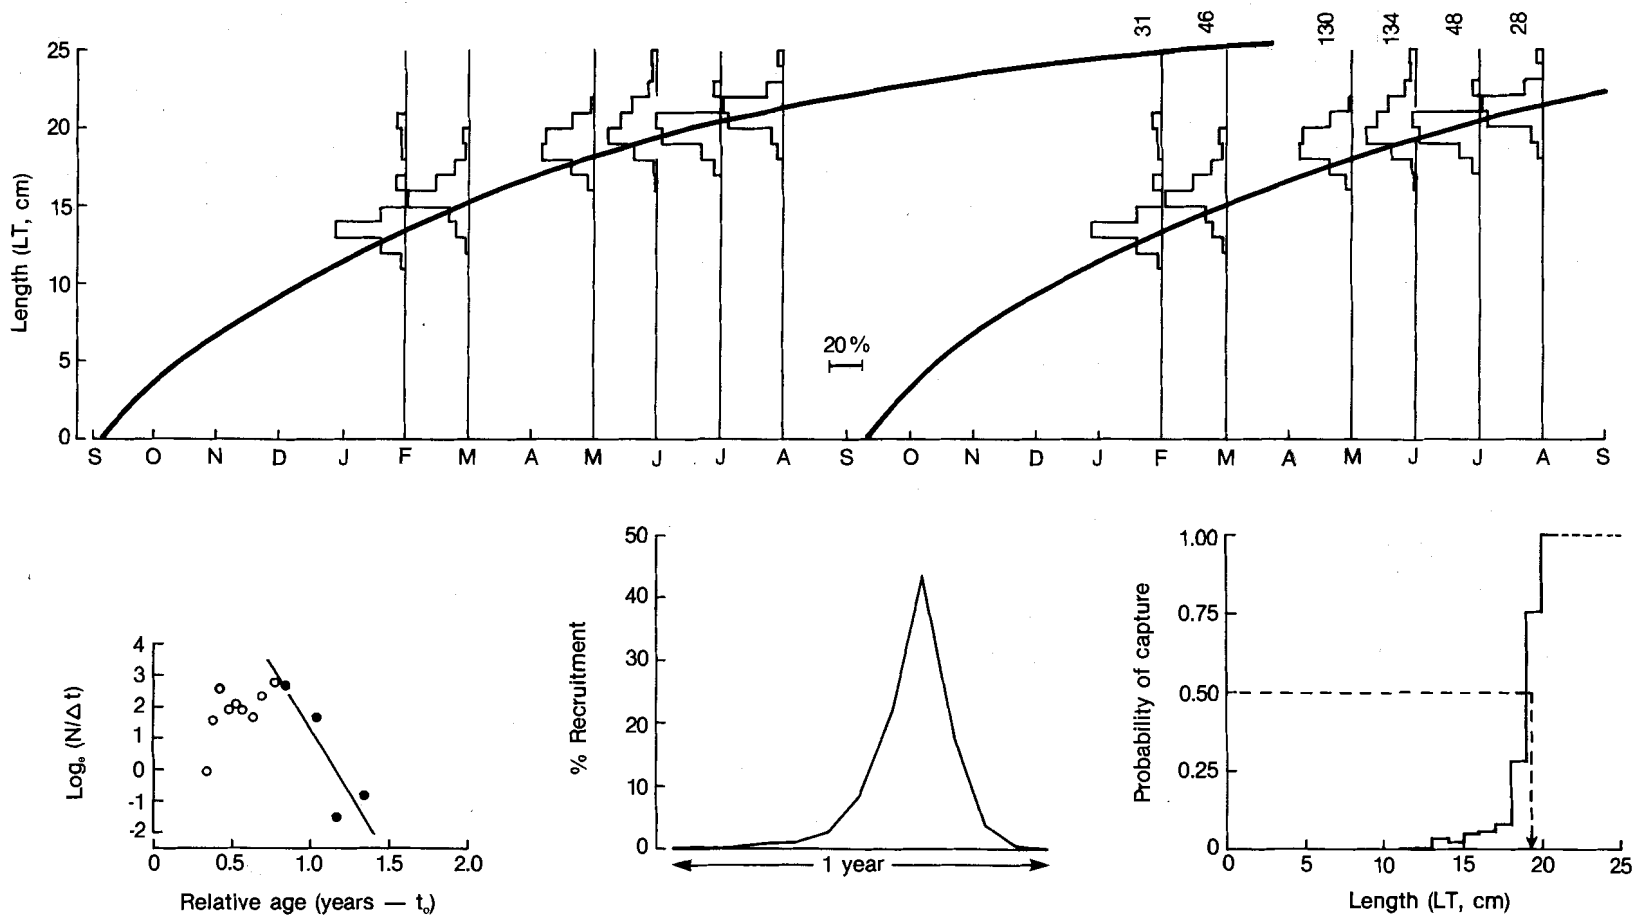 31 46 130 134 48 28
25
20
15
10
5
0
Length (LT, cm)
20%
S O N D J F M A M J J A S O N D J F M A M J J A S
4
3
2
1
0
-1
-2
Logₑ (N/Δt)
0 0.5 1.0 1.5 2.0
Relative age (years — t₀)
50
40
30
20
10
0
% Recruitment
1 year
1.00
0.75
0.50
0.25
0
Probability of capture
0 5 10 15 20 25
Length (LT, cm)